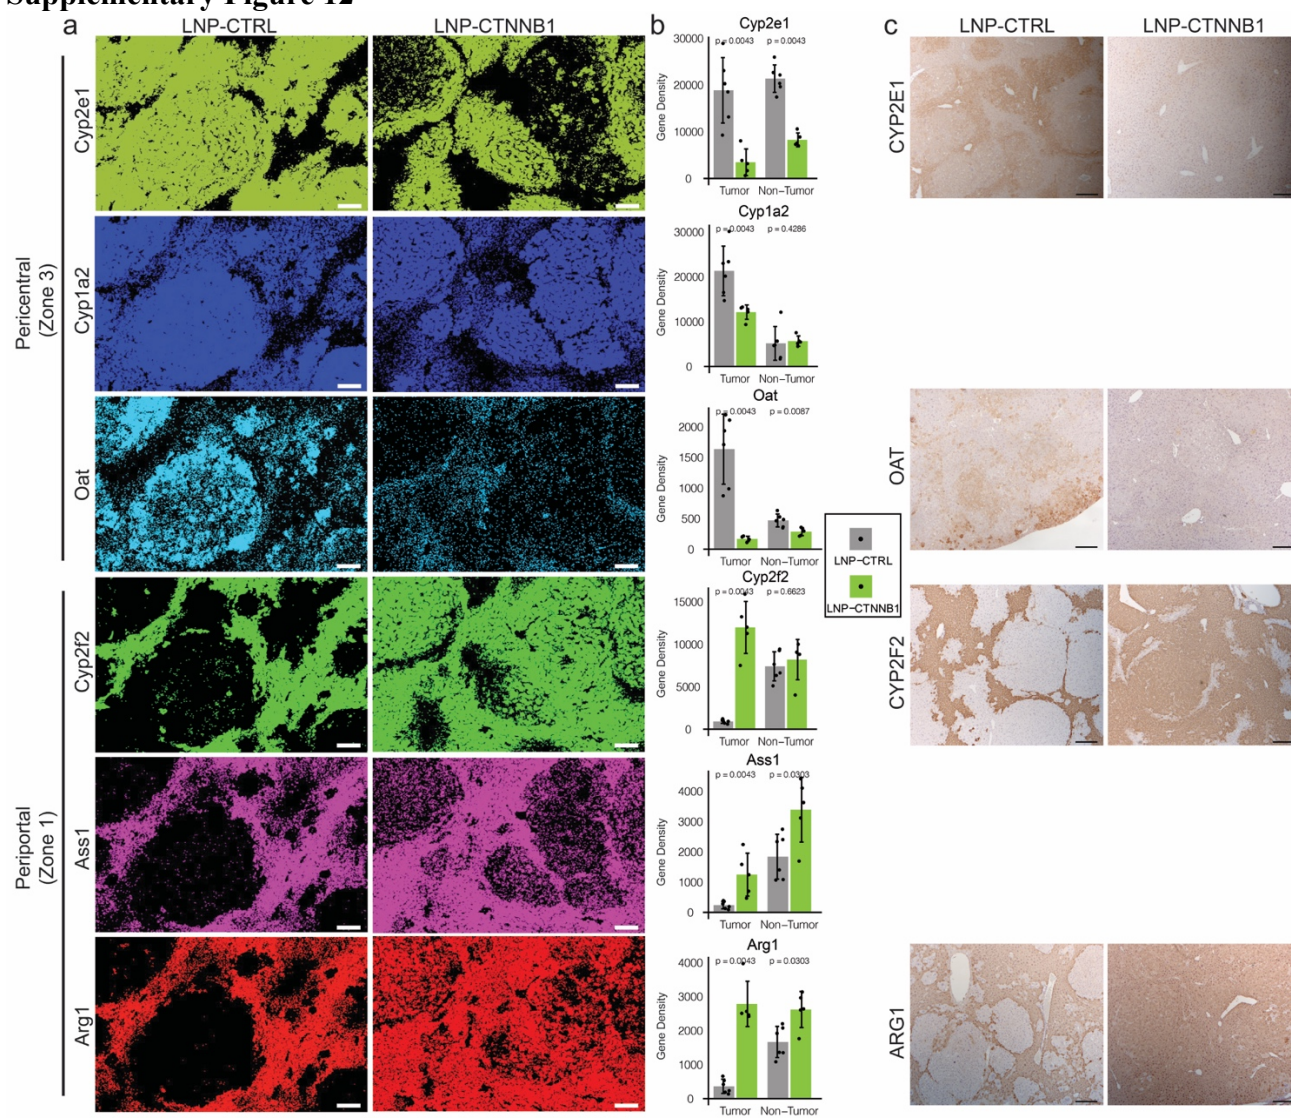 Supplementary Figure 12
a
LNP-CTRL
LNP-CTNNB1
Pericentral
(Zone 3)
Cyp2e1
Cyp1a2
Oat
Periportal
(Zone 1)
Cyp2f2
Ass1
Arg1
b
Cyp2e1
p = 0.0043 p = 0.0043
Gene Density
30000
20000
10000
0
Tumor Non-Tumor
Cyp1a2
p = 0.0043 p = 0.4286
Gene Density
30000
20000
10000
0
Tumor Non-Tumor
Oat
p = 0.0043 p = 0.0087
Gene Density
2000
1500
1000
500
0
Tumor Non-Tumor
LNP-CTRL
LNP-CTNNB1
Cyp2f2
p = 0.0043 p = 0.6623
Gene Density
15000
10000
5000
0
Tumor Non-Tumor
Ass1
p = 0.0043 p = 0.0303
Gene Density
4000
3000
2000
1000
0
Tumor Non-Tumor
Arg1
p = 0.0043 p = 0.0303
Gene Density
4000
3000
2000
1000
0
Tumor Non-Tumor
c
LNP-CTRL
LNP-CTNNB1
CYP2E1
OAT
CYP2F2
ARG1